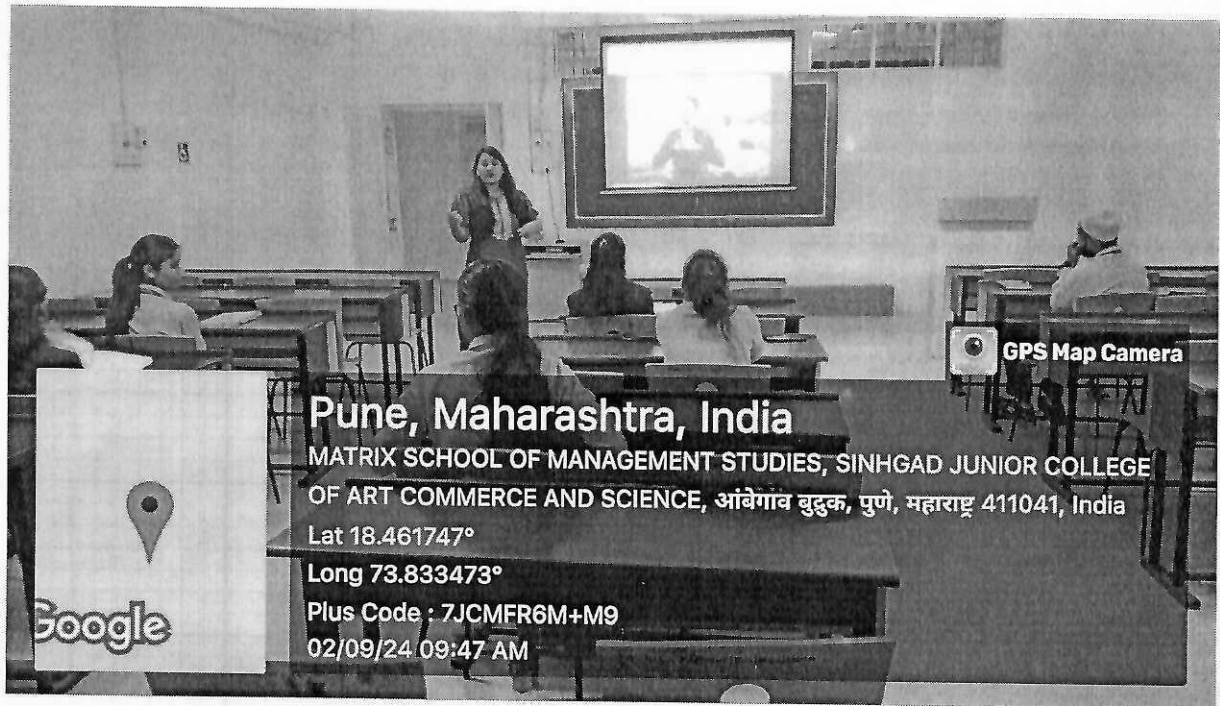 GPS Map Camera
Pune, Maharashtra, India
MATRIX SCHOOL OF MANAGEMENT STUDIES, SINHGAD JUNIOR COLLEGE
OF ART COMMERCE AND SCIENCE, आंबेगाव बुद्रुक, पुणे, महाराष्ट्र 411041, India
Lat 18.461747°
Long 73.833473°
Plus Code : 7JCMFR6M+M9
02/09/24 09:47 AM
Google